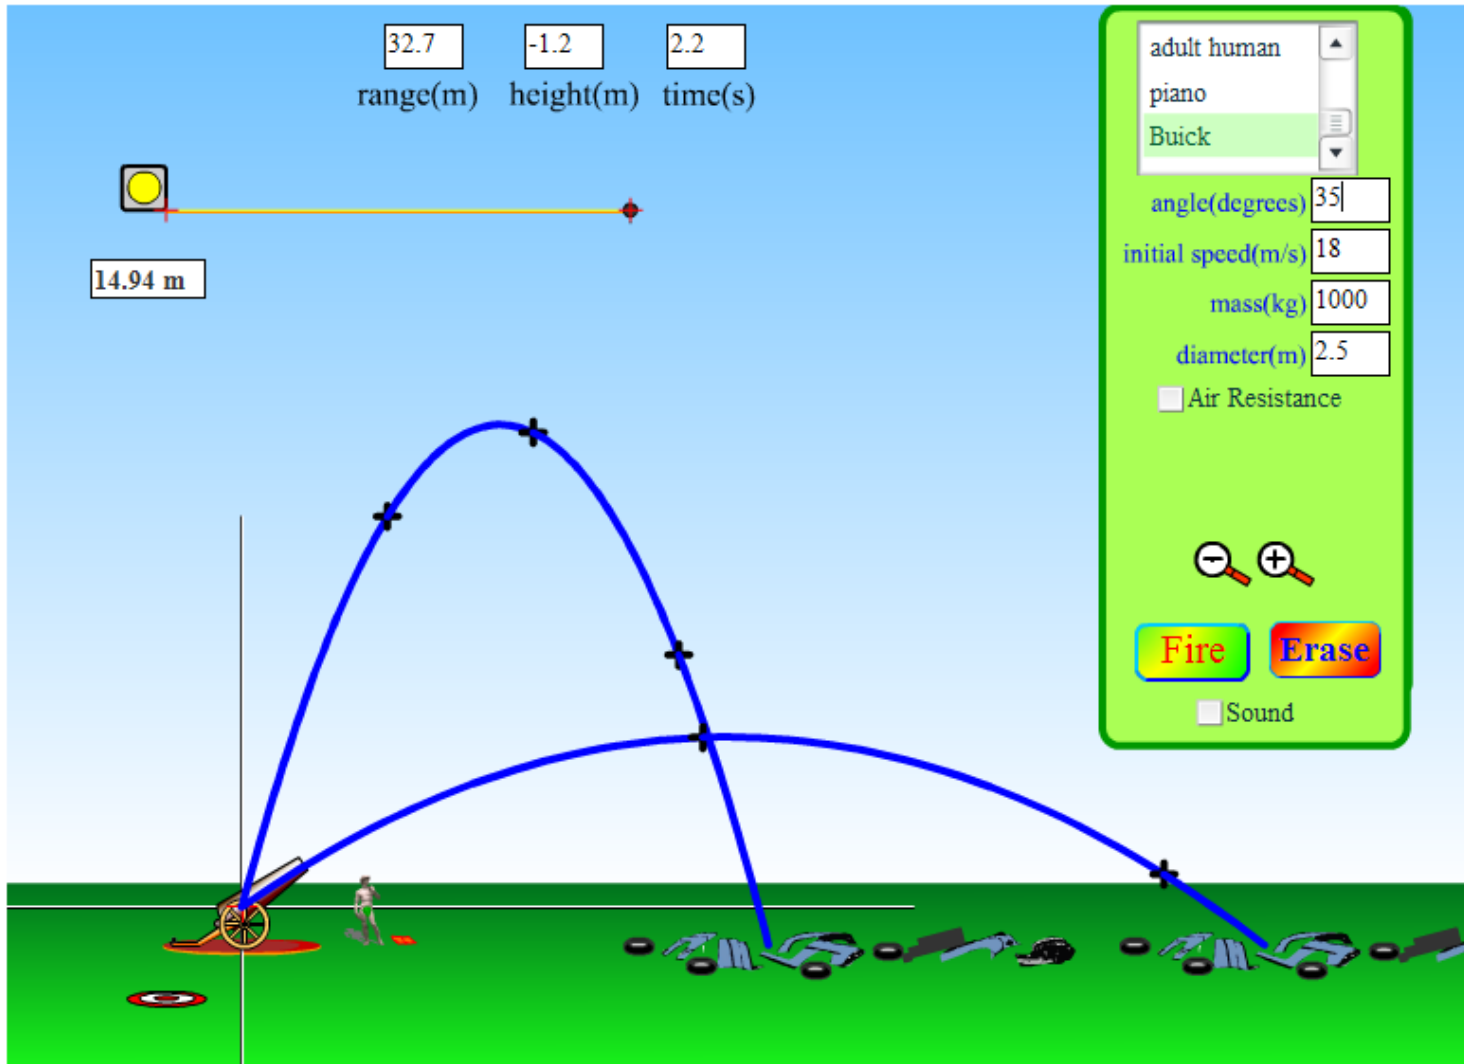 32.7 -1.2 2.2
range(m) height(m) time(s)
14.94 m
adult human
piano
Buick
angle(degrees) 35
initial speed(m/s) 18
mass(kg) 1000
diameter(m) 2.5
Air Resistance
Fire Erase
Sound